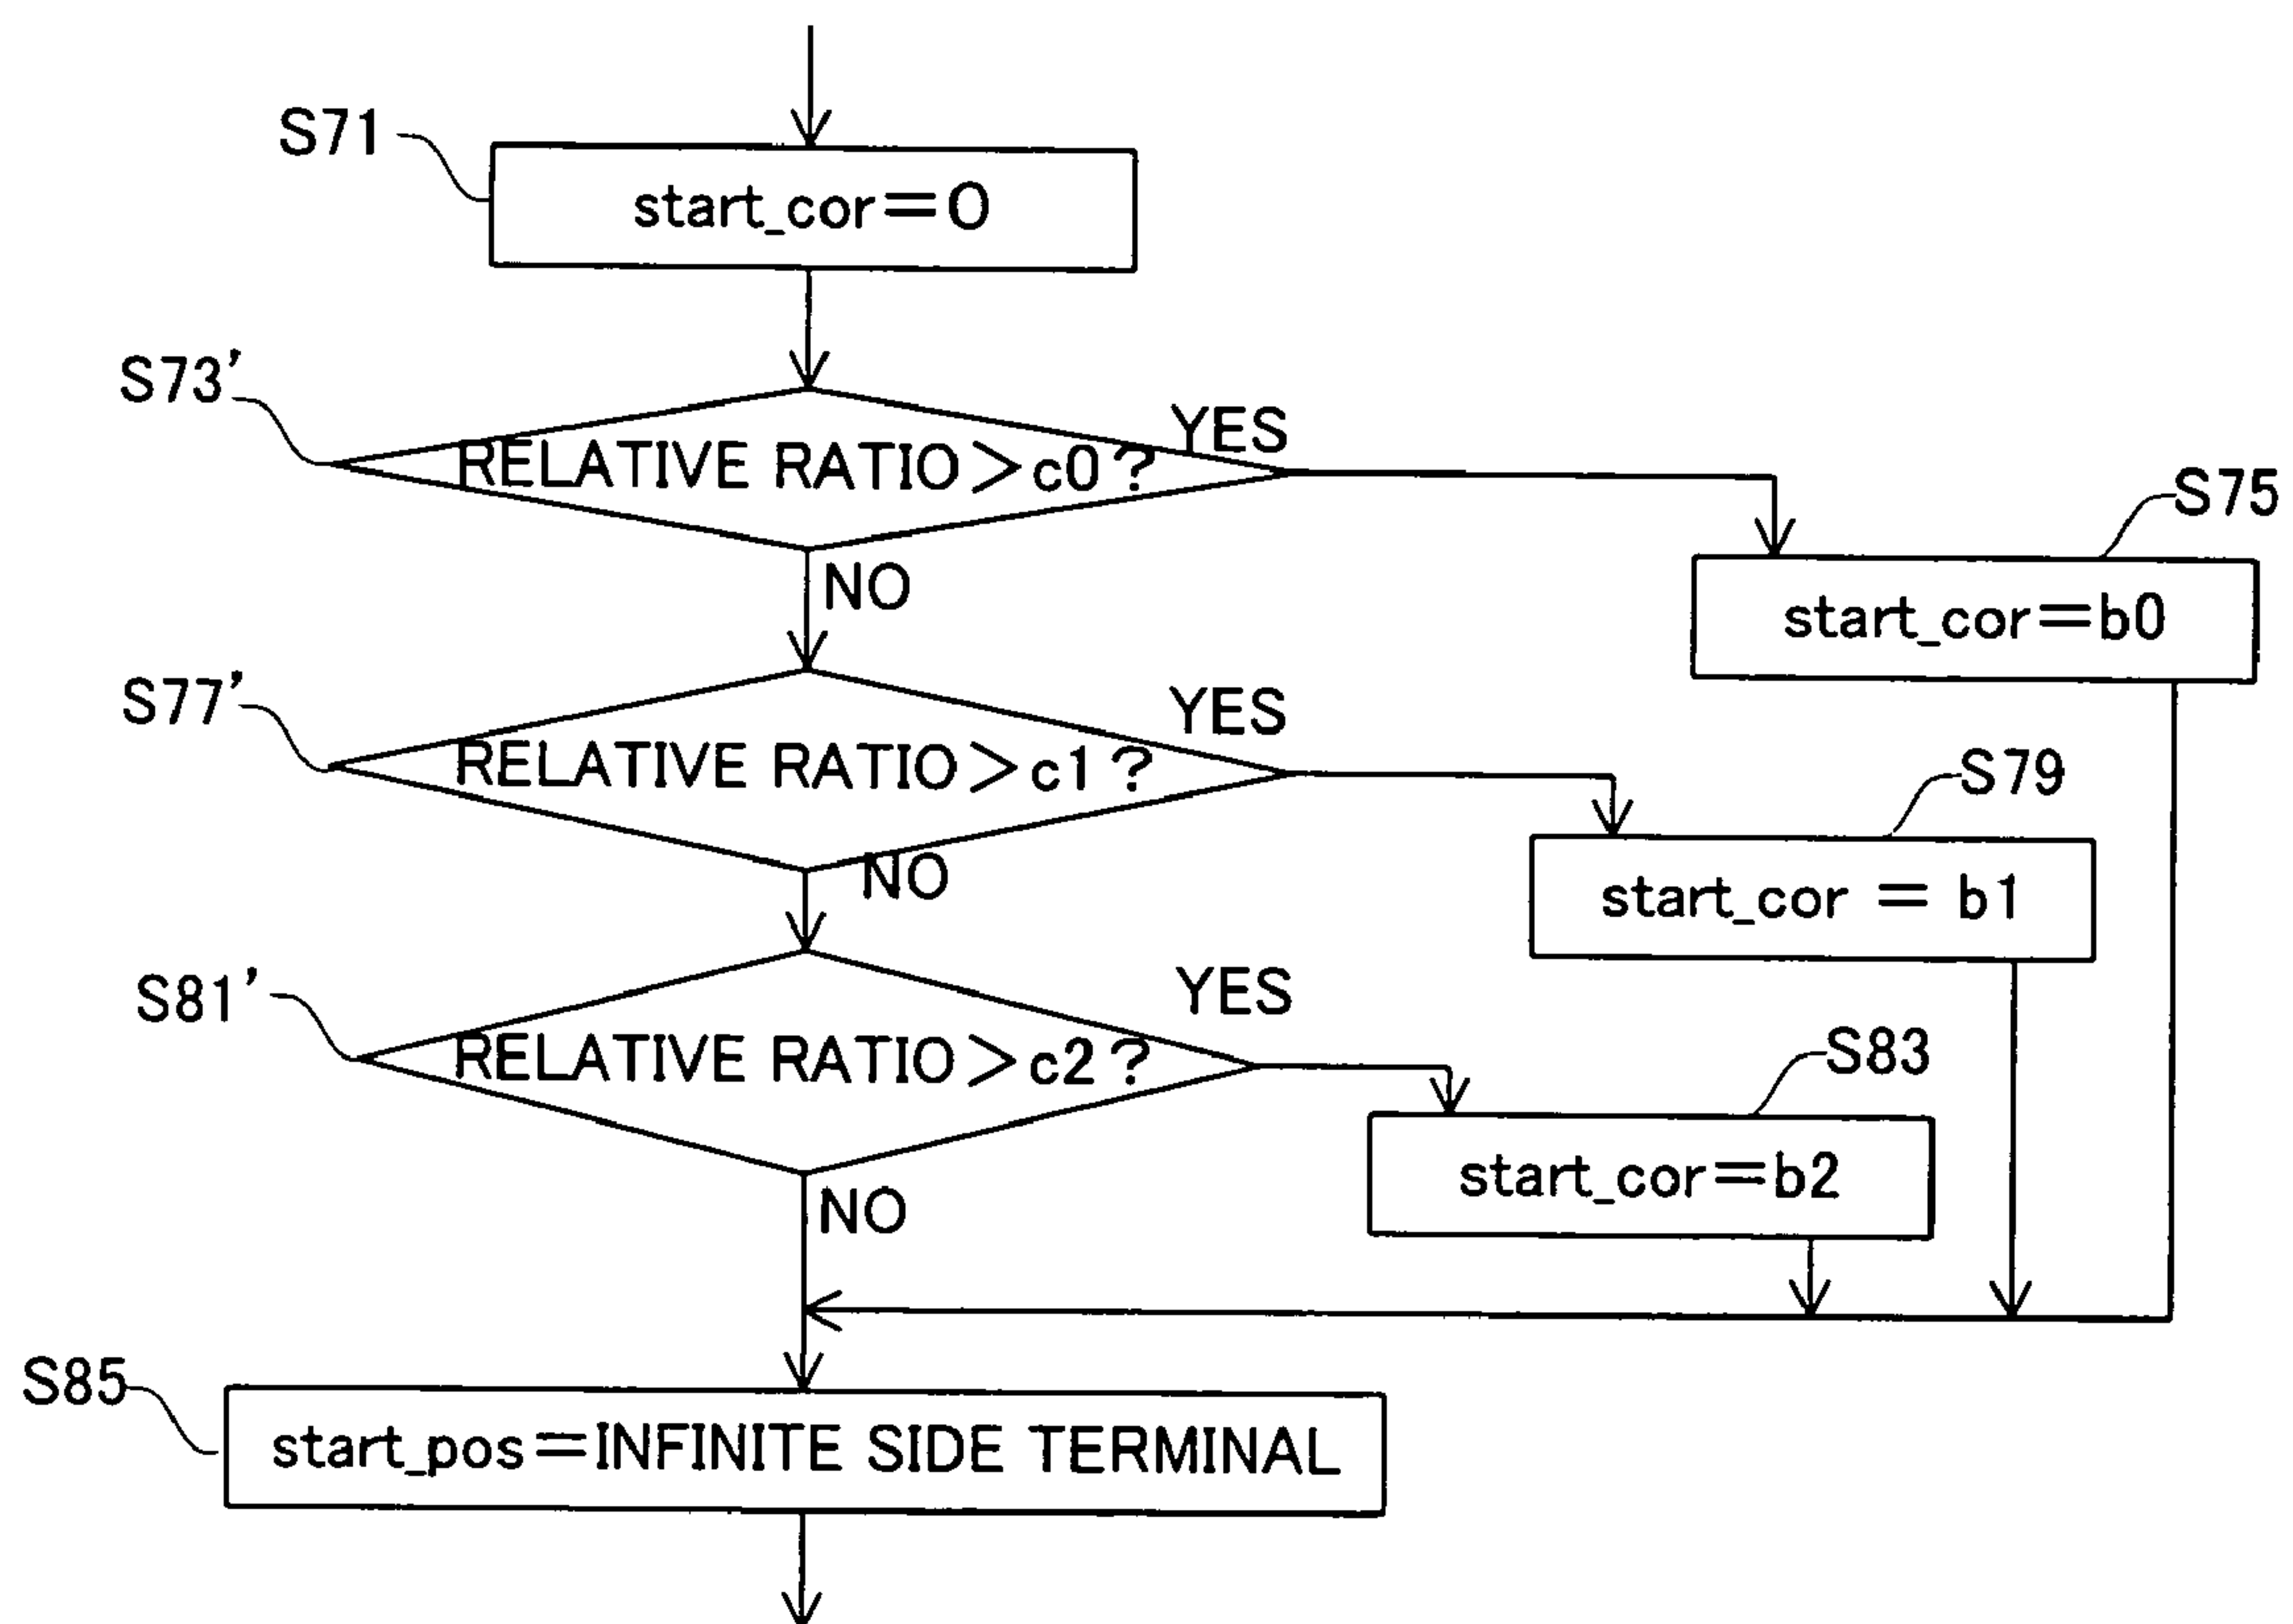 S71
start_cor=0
S73'
YES
RELATIVE RATIO>c0?
S75
NO
start_cor=b0
S77'
YES
RELATIVE RATIO>c1?
S79
NO
start_cor = b1
S81'
YES
RELATIVE RATIO>c2?
S83
start_cor=b2
NO
S85
start_pos=INFINITE SIDE TERMINAL